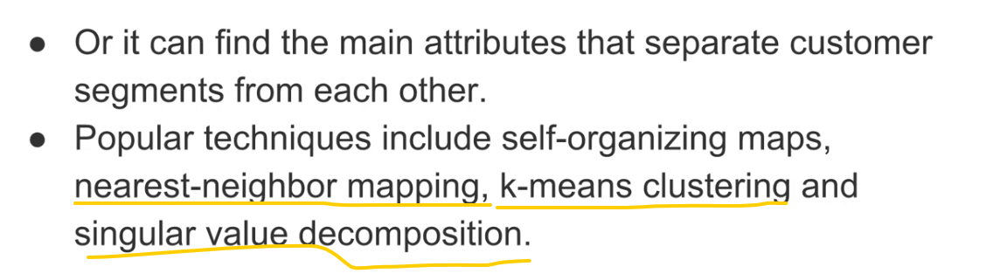 ● Or it can find the main attributes that separate customer
segments from each other.
● Popular techniques include self-organizing maps,
nearest-neighbor mapping, k-means clustering and
singular value decomposition.